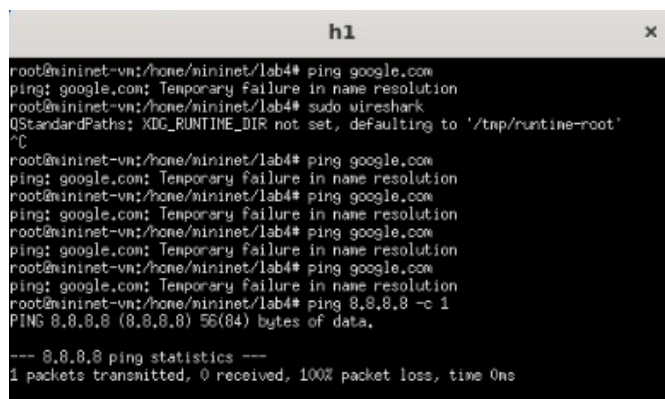 h1
root@mininet-vm:/home/mininet/lab4# ping google.com
ping: google.com: Temporary failure in name resolution
root@mininet-vm:/home/mininet/lab4# sudo wireshark
QStandardPaths: XDG_RUNTIME_DIR not set, defaulting to '/tmp/runtime-root'
^C
root@mininet-vm:/home/mininet/lab4# ping google.com
ping: google.com: Temporary failure in name resolution
root@mininet-vm:/home/mininet/lab4# ping google.com
ping: google.com: Temporary failure in name resolution
root@mininet-vm:/home/mininet/lab4# ping google.com
ping: google.com: Temporary failure in name resolution
root@mininet-vm:/home/mininet/lab4# ping google.com
ping: google.com: Temporary failure in name resolution
root@mininet-vm:/home/mininet/lab4# ping 8.8.8.8 -c 1
PING 8.8.8.8 (8.8.8.8) 56(84) bytes of data.
--- 8.8.8.8 ping statistics ---
1 packets transmitted, 0 received, 100% packet loss, time 0ms